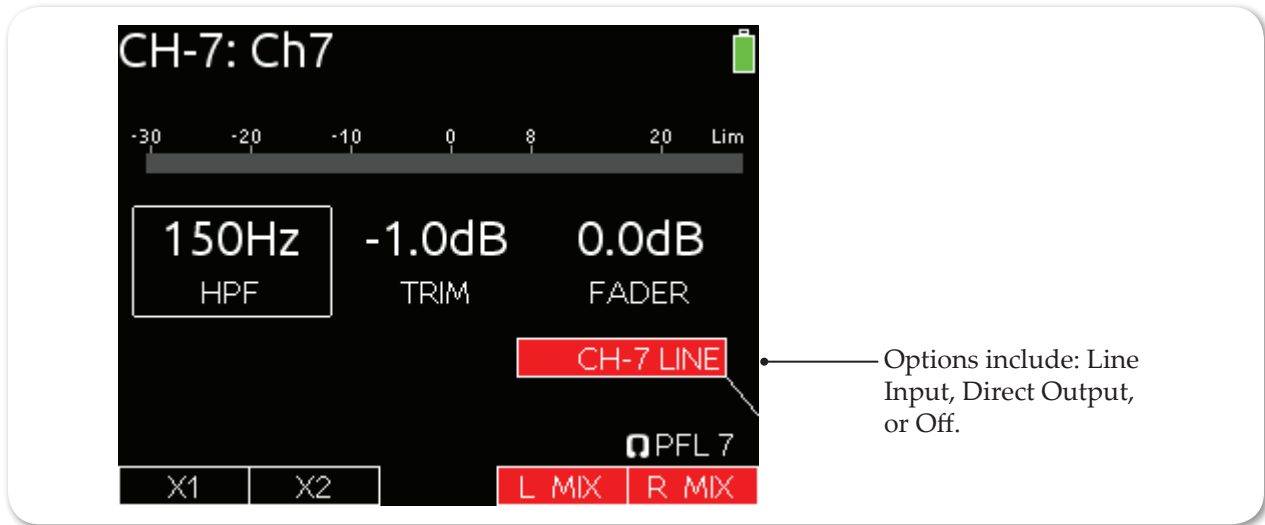 CH-7: Ch7
-30 -20 -10 0 8 20 Lim
150Hz -1.0dB 0.0dB
HPF TRIM FADER
CH-7 LINE
Options include: Line
Input, Direct Output,
or Off.
PFL 7
X1 X2 L MIX R MIX